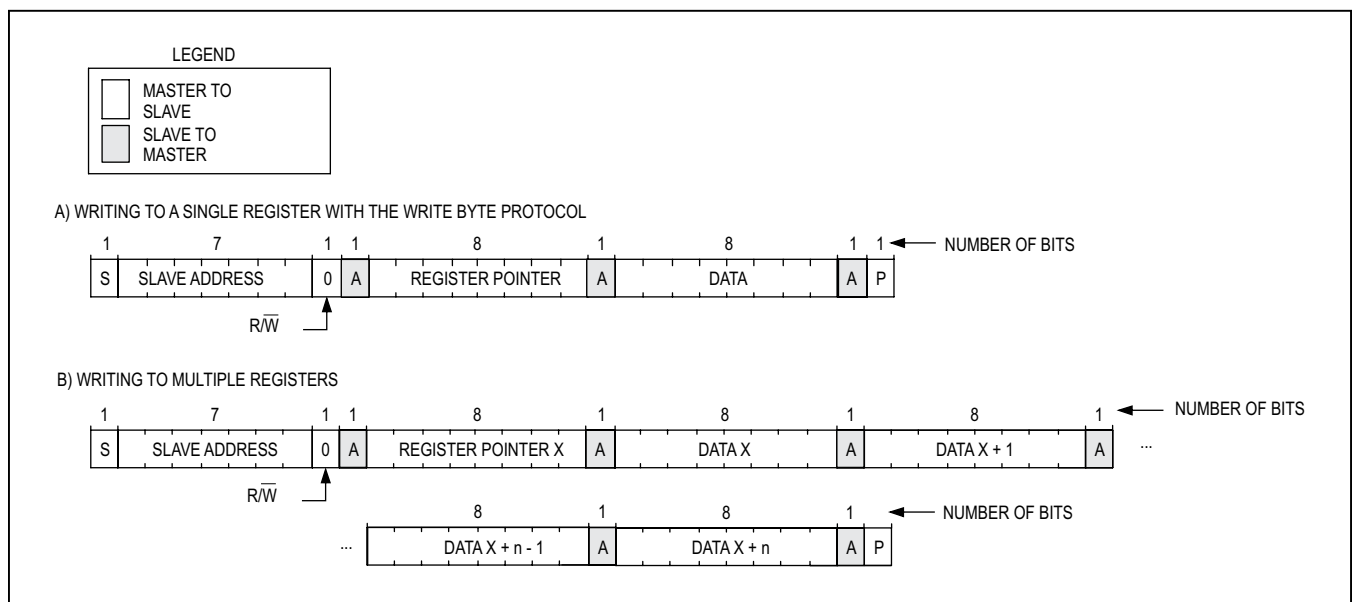 LEGEND
MASTER TO
SLAVE
SLAVE TO
MASTER
A) WRITING TO A SINGLE REGISTER WITH THE WRITE BYTE PROTOCOL
1 7 1 1 8 1 8 1 1 NUMBER OF BITS
S SLAVE ADDRESS 0 A REGISTER POINTER A DATA A P
R/W̅
B) WRITING TO MULTIPLE REGISTERS
1 7 1 1 8 1 8 1 8 1 NUMBER OF BITS
S SLAVE ADDRESS 0 A REGISTER POINTER X A DATA X A DATA X + 1 A ...
R/W̅
8 1 8 1 NUMBER OF BITS
... DATA X + n - 1 A DATA X + n A P